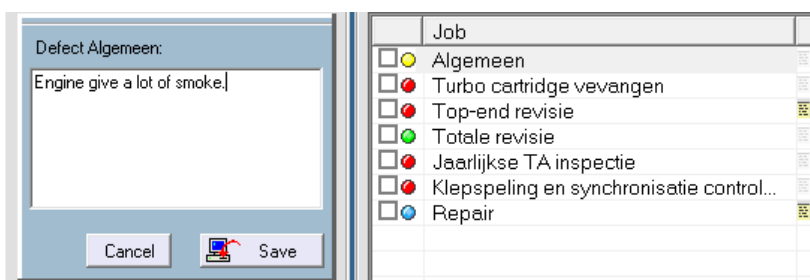 Defect Algemeen:
Engine give a lot of smoke.
Cancel
Save
Job
Algemeen
Turbo cartridge vevangen
Top-end revisie
Totale revisie
Jaarlijkse TA inspectie
Klepspeling en synchronisatie control...
Repair